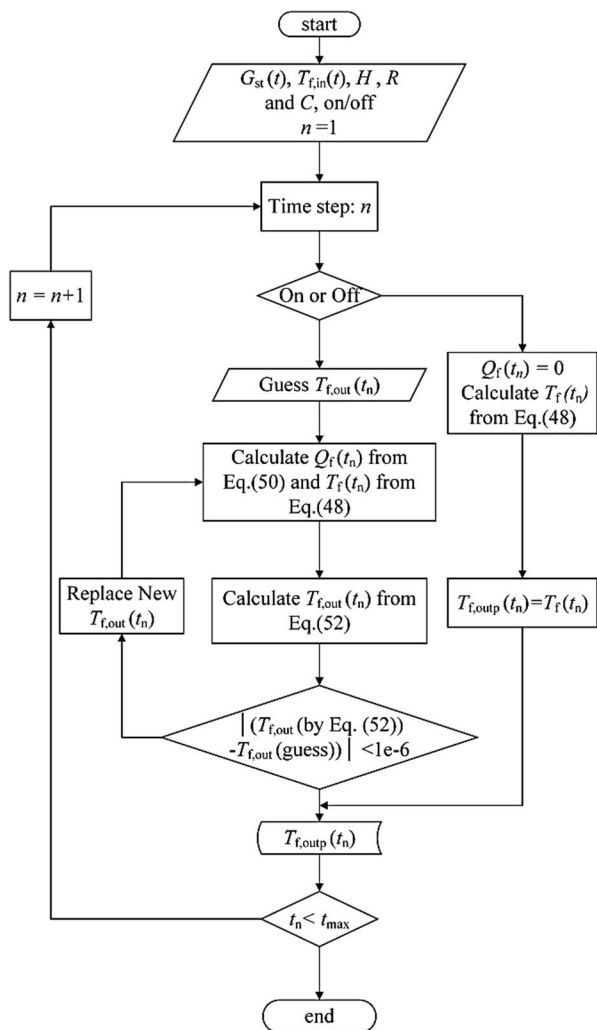 start
G_st(t), T_f,in(t), H, R
and C, on/off
n=1
Time step: n
n = n+1
On or Off
Guess T_f,out(t_n)
Q_f(t_n) = 0
Calculate T_f(t_n)
from Eq.(48)
Calculate Q_f(t_n) from
Eq.(50) and T_f(t_n) from
Eq.(48)
Replace New
T_f,out(t_n)
Calculate T_f,out(t_n) from
Eq.(52)
T_f,outp(t_n)=T_f(t_n)
|(T_f,out(by Eq. (52))
-T_f,out(guess))| <1e-6
T_f,outp(t_n)
t_n< t_max
end